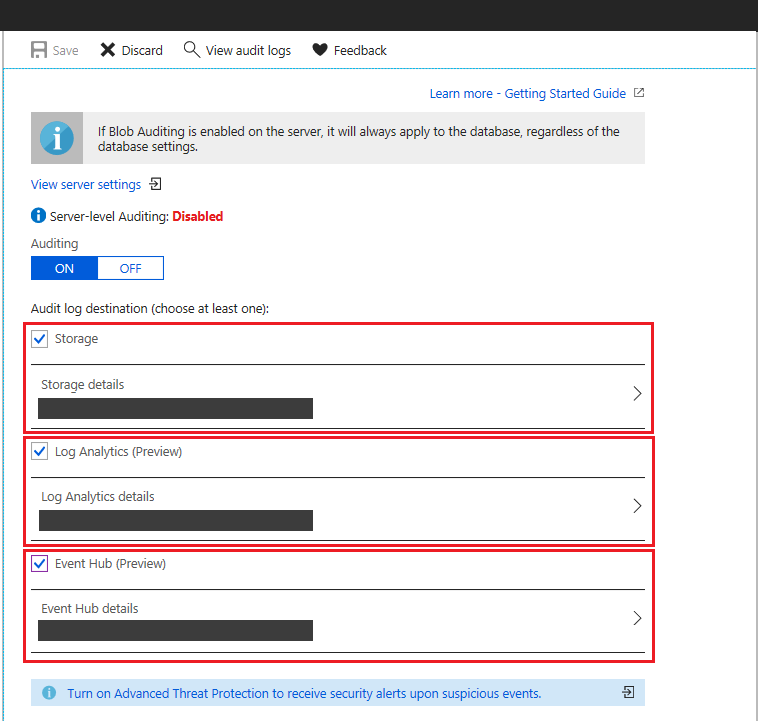 Save Discard View audit logs Feedback
Learn more - Getting Started Guide
If Blob Auditing is enabled on the server, it will always apply to the database, regardless of the
database settings.
View server settings
Server-level Auditing: Disabled
Auditing
ON OFF
Audit log destination (choose at least one):
Storage
Storage details
Log Analytics (Preview)
Log Analytics details
Event Hub (Preview)
Event Hub details
Turn on Advanced Threat Protection to receive security alerts upon suspicious events.